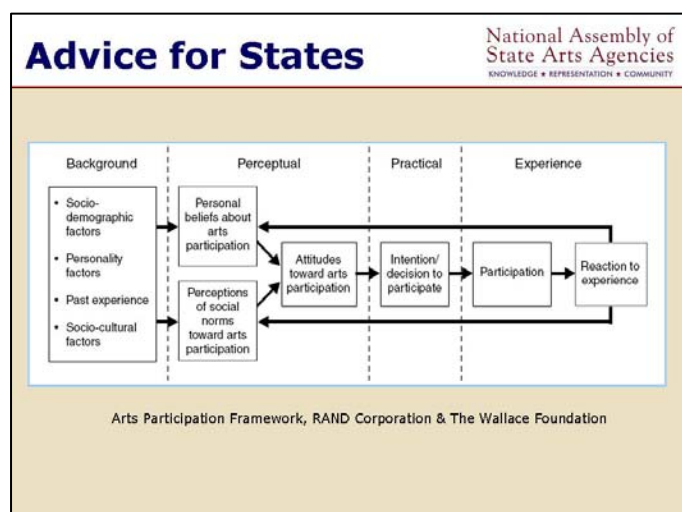 Advice for States
National Assembly of
State Arts Agencies
KNOWLEDGE ★ REPRESENTATION ★ COMMUNITY
Background
Perceptual
Practical
Experience
• Socio-
demographic
factors
• Personality
factors
• Past experience
• Socio-cultural
factors
Personal
beliefs about
arts
participation
Perceptions
of social
norms
toward arts
participation
Attitudes
toward arts
participation
Intention/
decision to
participate
Participation
Reaction to
experience
Arts Participation Framework, RAND Corporation & The Wallace Foundation